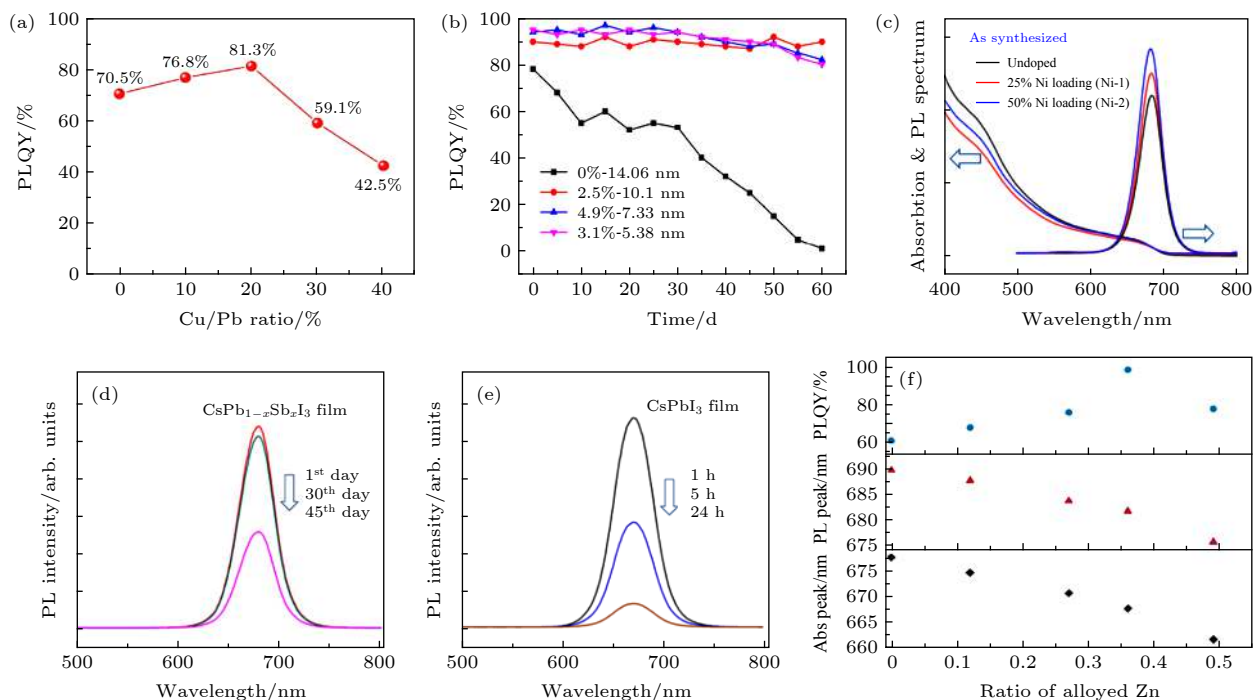 (a)
PLQY/%
100
80
60
40
20
0
70.5%
76.8%
81.3%
59.1%
42.5%
0
10
20
30
40
Cu/Pb ratio/%
(b)
PLQY/%
100
80
60
40
20
0
0%-14.06 nm
2.5%-10.1 nm
4.9%-7.33 nm
3.1%-5.38 nm
0
10
20
30
40
50
60
Time/d
(c)
Absorbtion & PL spectrum
As synthesized
Undoped
25% Ni loading (Ni-1)
50% Ni loading (Ni-2)
400
500
600
700
800
Wavelength/nm
(d)
PL intensity/arb. units
CsPb₁₋ₓSbₓI₃ film
1ˢᵗ day
30ᵗʰ day
45ᵗʰ day
500
600
700
800
Wavelength/nm
(e)
PL intensity/arb. units
CsPbI₃ film
1 h
5 h
24 h
500
600
700
800
Wavelength/nm
(f)
PLQY/%
100
80
60
PL peak/nm
690
685
680
675
Abs peak/nm
675
670
665
660
0
0.1
0.2
0.3
0.4
0.5
Ratio of alloyed Zn